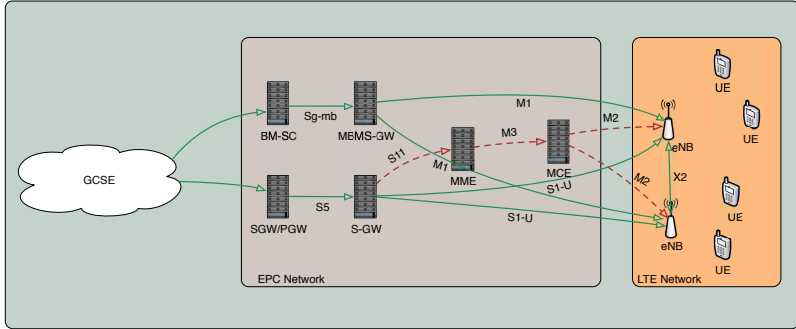 UE
M1
Sg-mb
M2
UE
BM-SC
MBMS-GW
M3
eNB
S11
M1
MCE
GCSE
MME
X2
M2
S1-U
S5
UE
SGW/PGW
S-GW
S1-U
eNB
UE
EPC Network
LTE Network